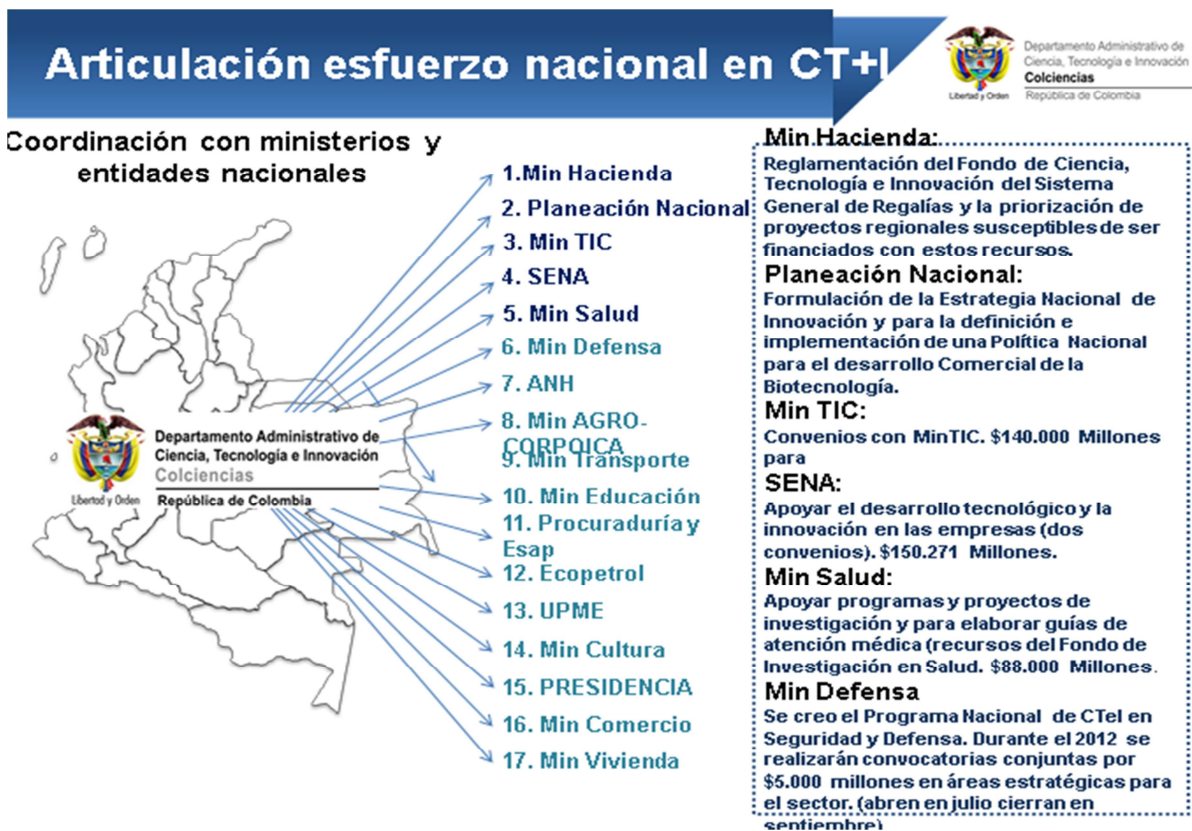 Articulación esfuerzo nacional en CT+I
Libertad y Orden
Departamento Administrativo de
Ciencia, Tecnología e Innovación
Colciencias
República de Colombia
Coordinación con ministerios y
entidades nacionales
Libertad y Orden
Departamento Administrativo de
Ciencia, Tecnología e Innovación
Colciencias
República de Colombia
1.Min Hacienda
2. Planeación Nacional
3. Min TIC
4. SENA
5. Min Salud
6. Min Defensa
7. ANH
8. Min AGRO-
CORPOICA
9. Min Transporte
10. Min Educación
11. Procuraduría y
Esap
12. Ecopetrol
13. UPME
14. Min Cultura
15. PRESIDENCIA
16. Min Comercio
17. Min Vivienda
Min Hacienda:
Reglamentación del Fondo de Ciencia,
Tecnología e Innovación del Sistema
General de Regalías y la priorización de
proyectos regionales susceptibles de ser
financiados con estos recursos.
Planeación Nacional:
Formulación de la Estrategia Nacional de
Innovación y para la definición e
implementación de una Política Nacional
para el desarrollo Comercial de la
Biotecnología.
Min TIC:
Convenios con MinTIC. $140.000 Millones
para
SENA:
Apoyar el desarrollo tecnológico y la
innovación en las empresas (dos
convenios). $150.271 Millones.
Min Salud:
Apoyar programas y proyectos de
investigación y para elaborar guías de
atención médica (recursos del Fondo de
Investigación en Salud. $88.000 Millones.
Min Defensa
Se creo el Programa Nacional de CTeI en
Seguridad y Defensa. Durante el 2012 se
realizarán convocatorias conjuntas por
$5.000 millones en áreas estratégicas para
el sector. (abren en julio cierran en
septiembre)